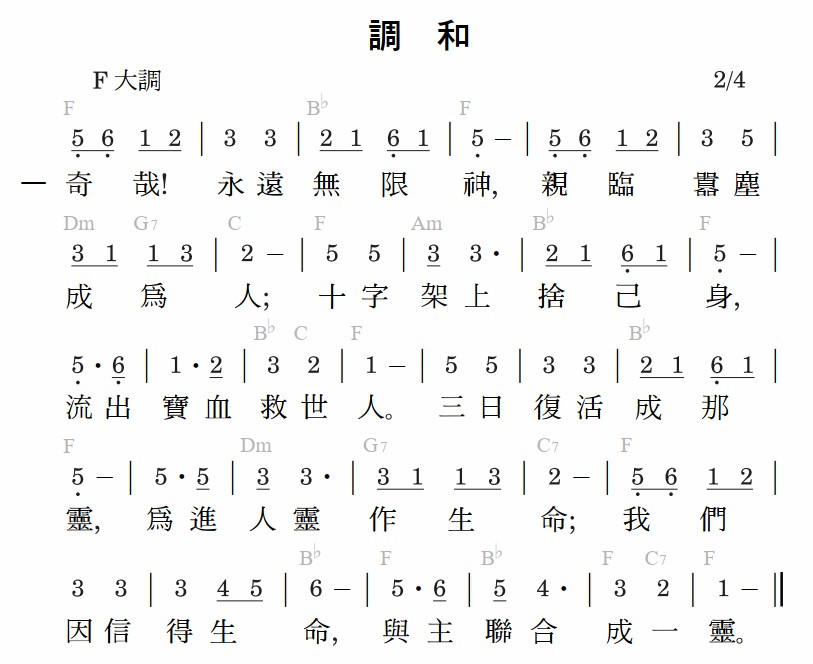 調 和
F 大調 2/4
F B♭ F
5̣ 6̣ 1 2 | 3 3 | 2 1 6̣ 1 | 5̣ – | 5̣ 6̣ 1 2 | 3 5 |
一 奇 哉! 永 遠 無 限 神, 親 臨 囂 塵
Dm G7 C F Am B♭ F
3 1 1 3 | 2 – | 5 5 | 3 3 • | 2 1 6̣ 1 | 5̣ – |
成 爲 人; 十 字 架 上 捨 己 身,
B♭ C F B♭
5̣ • 6̣ | 1 • 2 | 3 2 | 1 – | 5 5 | 3 3 | 2 1 6̣ 1 |
流 出 寶 血 救 世 人。 三 日 復 活 成 那
F Dm G7 C7 F
5̣ – | 5 • 5 | 3 3 • | 3 1 1 3 | 2 – | 5̣ 6̣ 1 2 |
靈, 爲 進 人 靈 作 生 命; 我 們
B♭ F B♭ F C7 F
3 3 | 3 4 5 | 6 – | 5 • 6 | 5 4 • | 3 2 | 1 – ‖
因 信 得 生 命, 與 主 聯 合 成 一 靈。